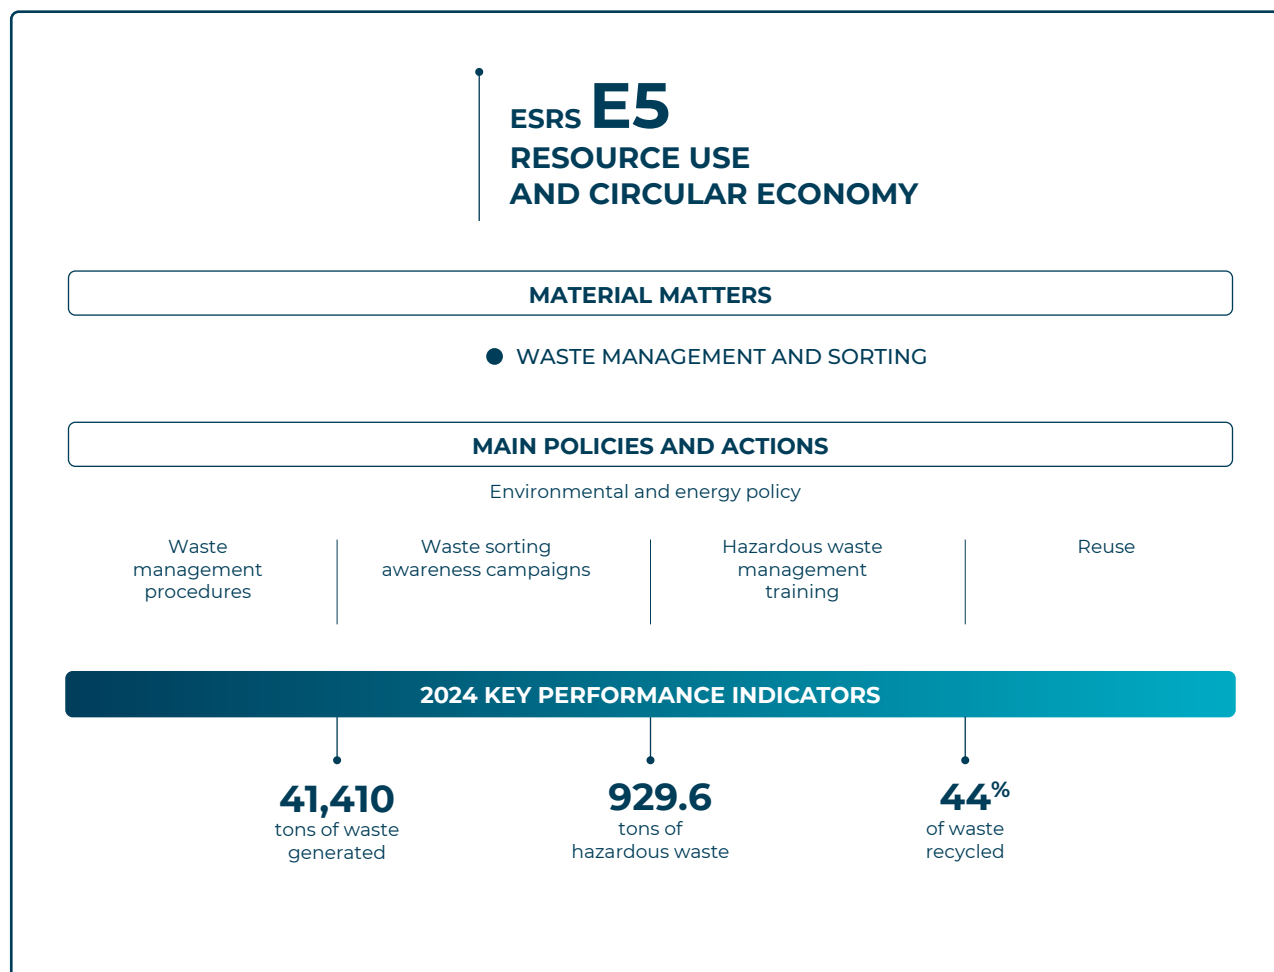 ESRS E5
RESOURCE USE
AND CIRCULAR ECONOMY
MATERIAL MATTERS
WASTE MANAGEMENT AND SORTING
MAIN POLICIES AND ACTIONS
Environmental and energy policy
Waste
management
procedures
Waste sorting
awareness campaigns
Hazardous waste
management
training
Reuse
2024 KEY PERFORMANCE INDICATORS
41,410
tons of waste
generated
929.6
tons of
hazardous waste
44%
of waste
recycled